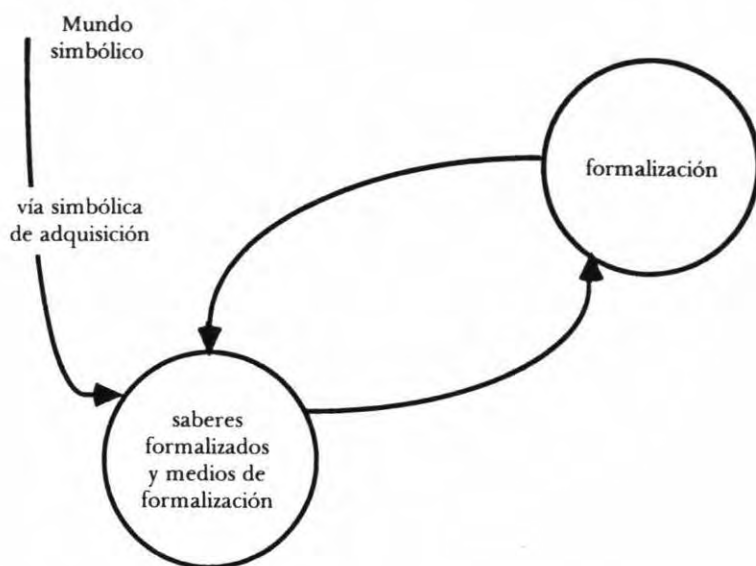 Mundo
simbólico
formalización
vía simbólica
de adquisición
saberes
formalizados
y medios de
formalización